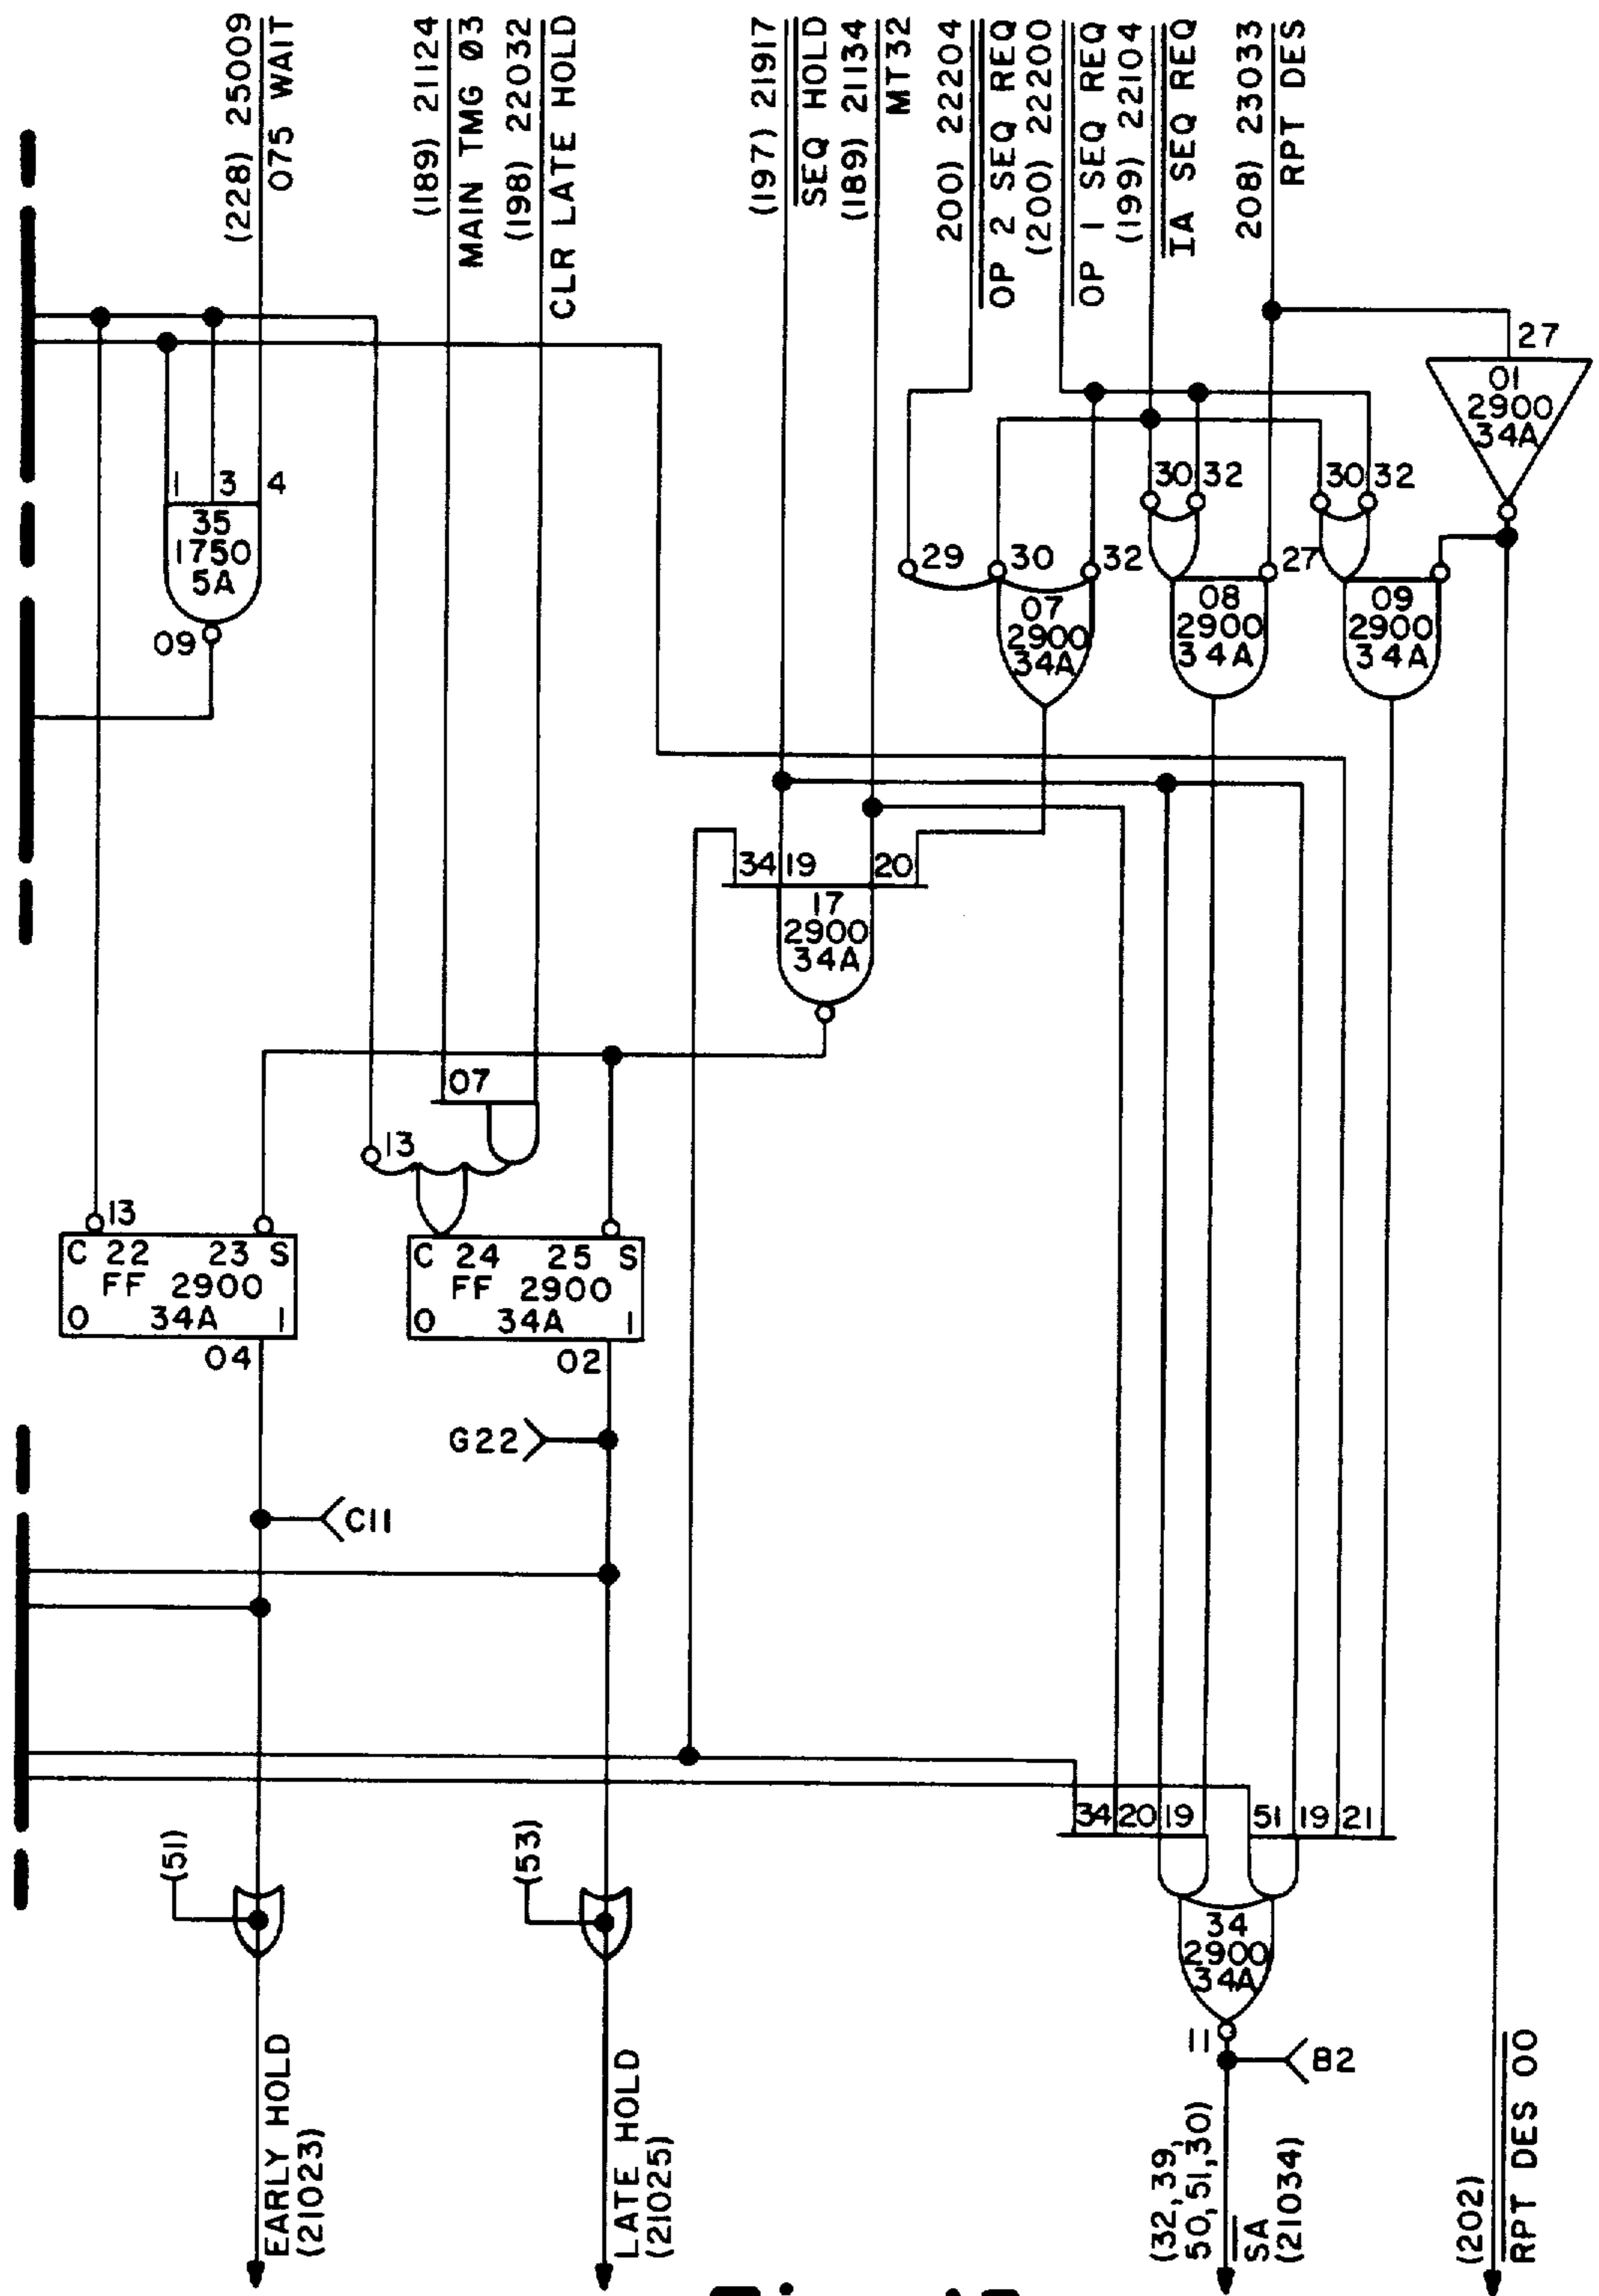 (228) 25009
075 WAIT
(189) 21124
MAIN TMG Ø3
(198) 22032
CLR LATE HOLD
(197) 21917
SEQ HOLD
(189) 21134
MT32
200) 22204
OP 2 SEQ REQ
(200) 22200
OP 1 SEQ REQ
(199) 22104
IA SEQ REQ
208) 23033
RPT DES
27
01
2900
34A
1 3 4
35
1750
5A
09
30 32
30 32
29 30 32
07
2900
34A
27
08
2900
34A
09
2900
34A
34 19 20
17
2900
34A
07
13
13
C 22 23 S
FF 2900
0 34A 1
04
C 24 25 S
FF 2900
0 34A 1
02
G22
C11
34 20 19 51 19 21
(51)
(53)
34
2900
34A
11
B2
EARLY HOLD
(21023)
LATE HOLD
(21025)
(32,39,
50,51,30)
SA
(21034)
(202)
RPT DES 00